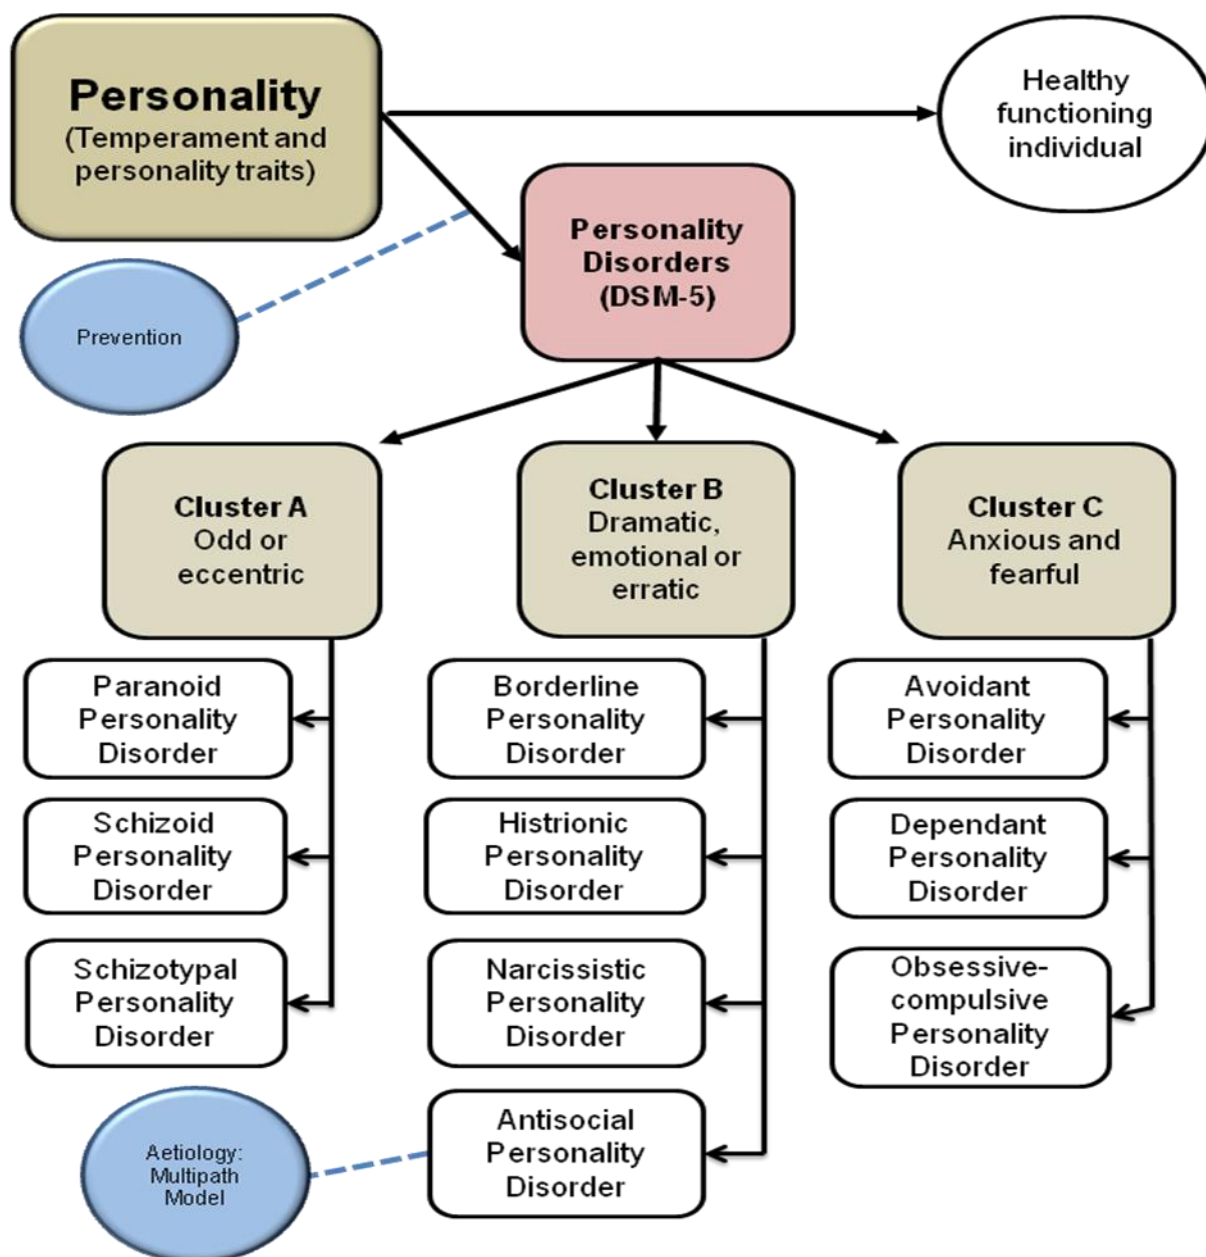 Personality
(Temperament and
personality traits)
Healthy
functioning
individual
Personality
Disorders
(DSM-5)
Prevention
Cluster A
Odd or
eccentric
Cluster B
Dramatic,
emotional or
erratic
Cluster C
Anxious and
fearful
Paranoid
Personality
Disorder
Borderline
Personality
Disorder
Avoidant
Personality
Disorder
Schizoid
Personality
Disorder
Histrionic
Personality
Disorder
Dependant
Personality
Disorder
Schizotypal
Personality
Disorder
Narcissistic
Personality
Disorder
Obsessive-
compulsive
Personality
Disorder
Aetiology:
Multipath
Model
Antisocial
Personality
Disorder